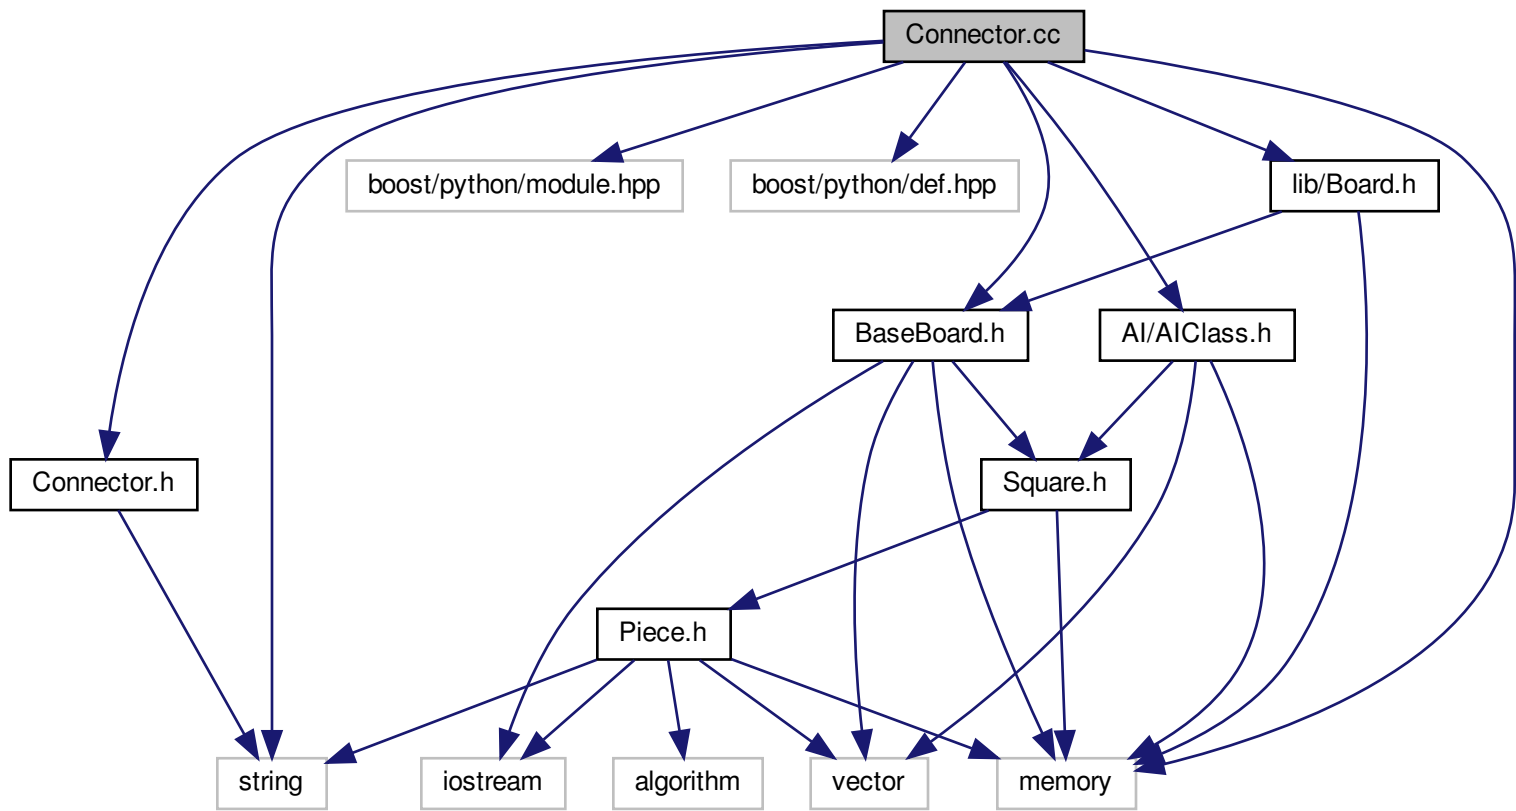 Connector.cc
boost/python/module.hpp
boost/python/def.hpp
lib/Board.h
BaseBoard.h
AI/AIClass.h
Connector.h
Square.h
Piece.h
string
iostream
algorithm
vector
memory